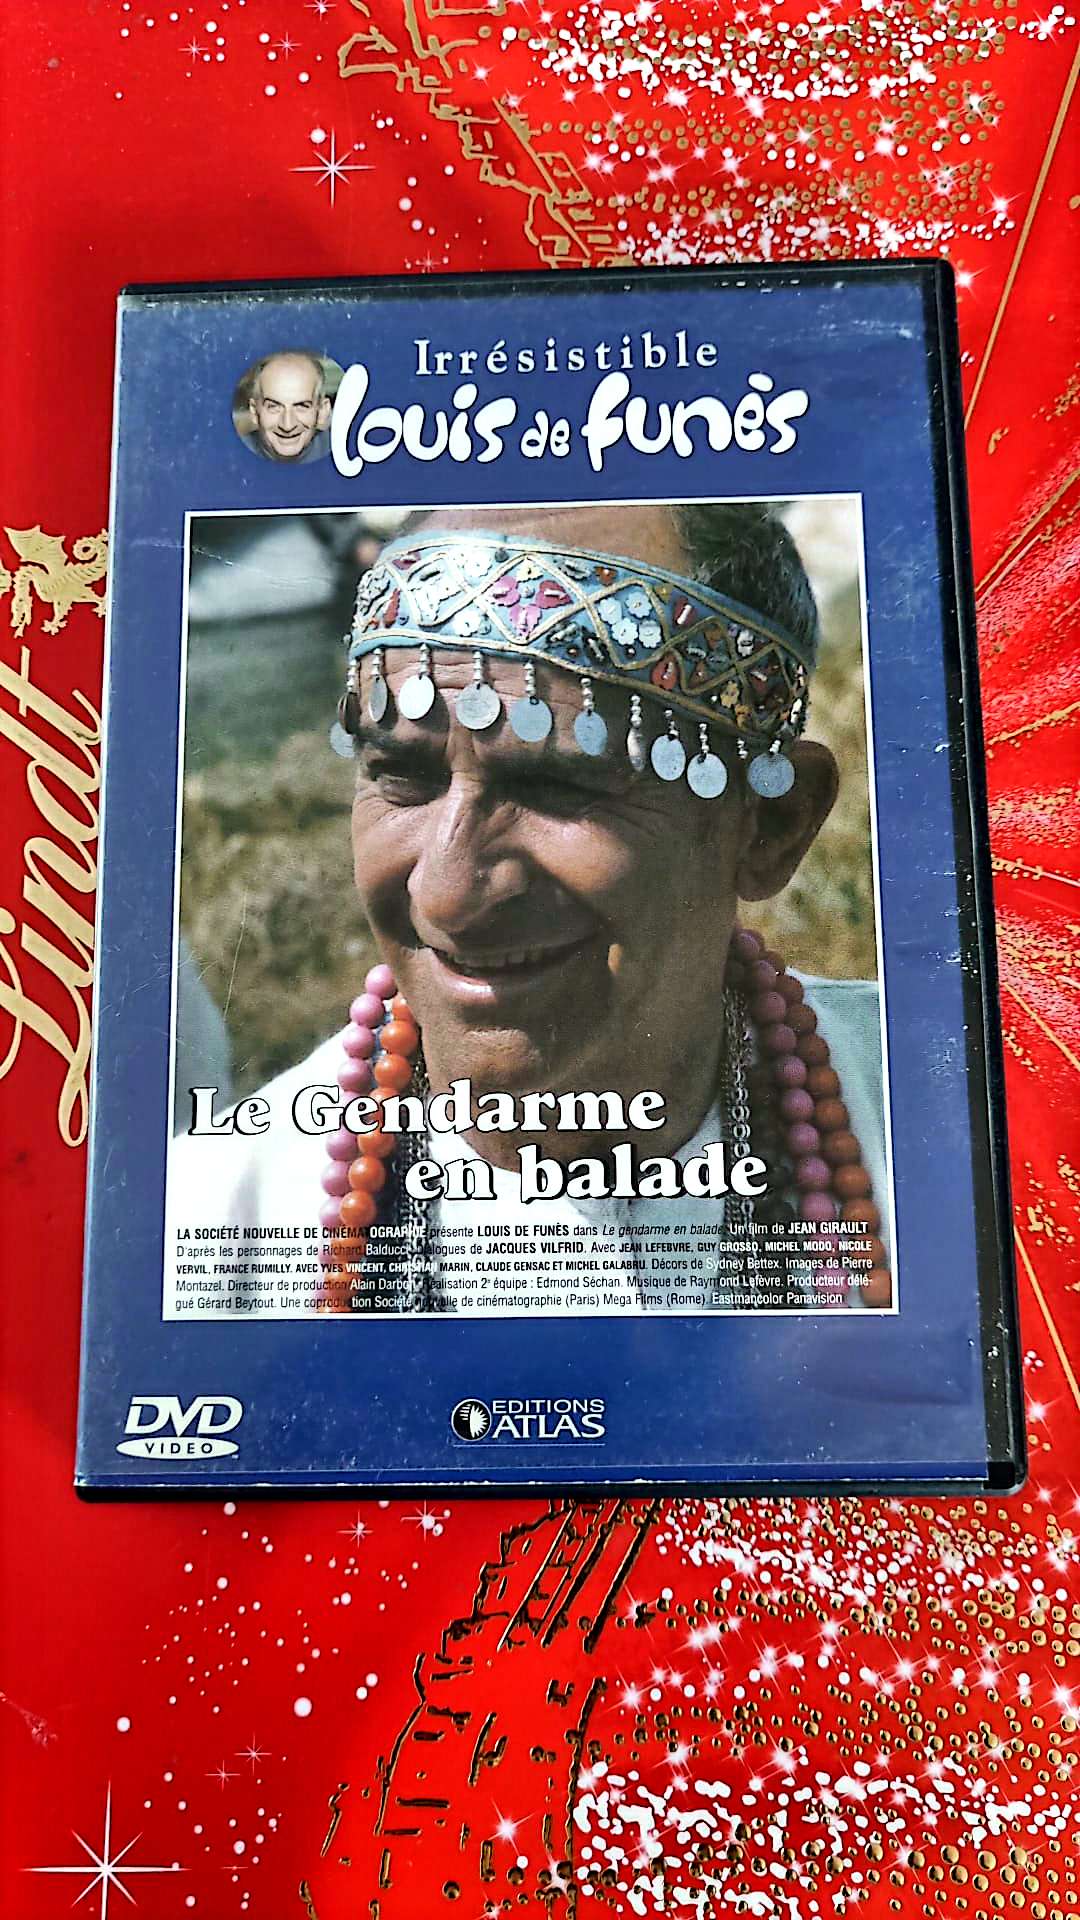 Irrésistible
Louis de Funès
Lindt
Le Gendarme
en balade
LA SOCIÉTÉ NOUVELLE DE CINÉMATOGRAPHIE présente LOUIS DE FUNÈS dans Le gendarme en balade Un film de JEAN GIRAULT
D'après les personnages de Richard Balducci Dialogues de JACQUES VILFRID. Avec JEAN LEFEBVRE, GUY GROSSO, MICHEL MODO, NICOLE
VERVIL, FRANCE RUMILLY. AVEC YVES VINCENT, CHRISTIAN MARIN, CLAUDE GENSAC ET MICHEL GALABRU. Décors de Sydney Bettex. Images de Pierre
Montazel. Directeur de production Alain Darbon. Réalisation 2e équipe : Edmond Séchan. Musique de Raymond Lefèvre. Producteur délé-
gué Gérard Beytout. Une coproduction Société nouvelle de cinématographie (Paris) Mega Films (Rome). Eastmancolor Panavision
DVD
VIDEO
EDITIONS
ATLAS